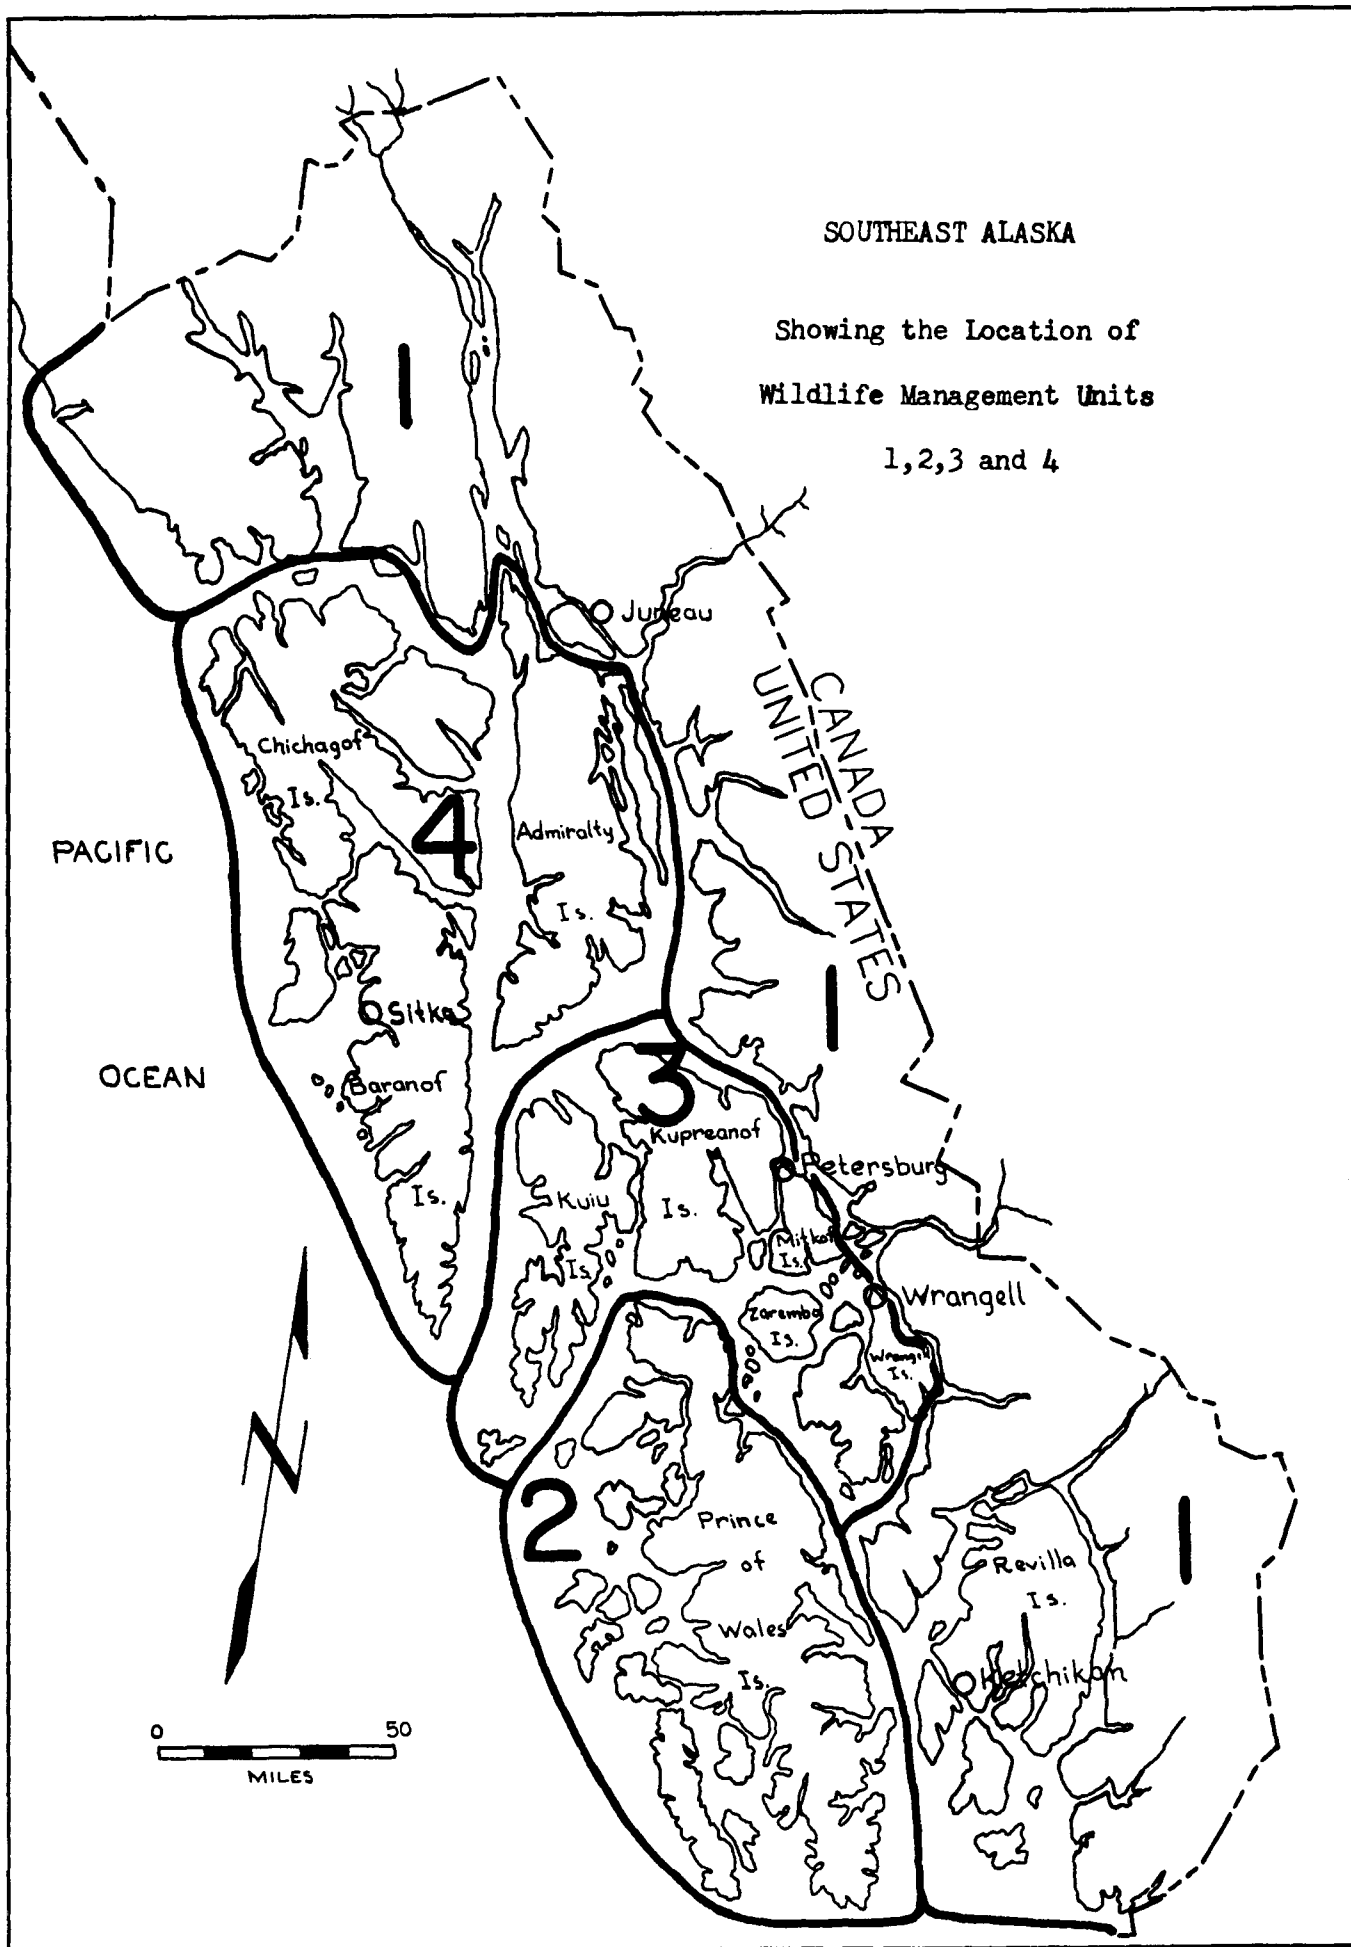 SOUTHEAST ALASKA
Showing the Location of
Wildlife Management Units
1,2,3 and 4
1
Juneau
CANADA
UNITED STATES
Chichagof
Is.
4
Admiralty
Is.
PACIFIC
OCEAN
1
Sitka
Baranof
Is.
3
Kupreanof
Is.
Petersburg
Kuiu
Is.
Mitkof
Is.
Wrangell
Zarembo
Is.
Wrangell
Is.
N
2
Prince
of
Wales
Is.
1
Revilla
Is.
Ketchikan
0 50
MILES